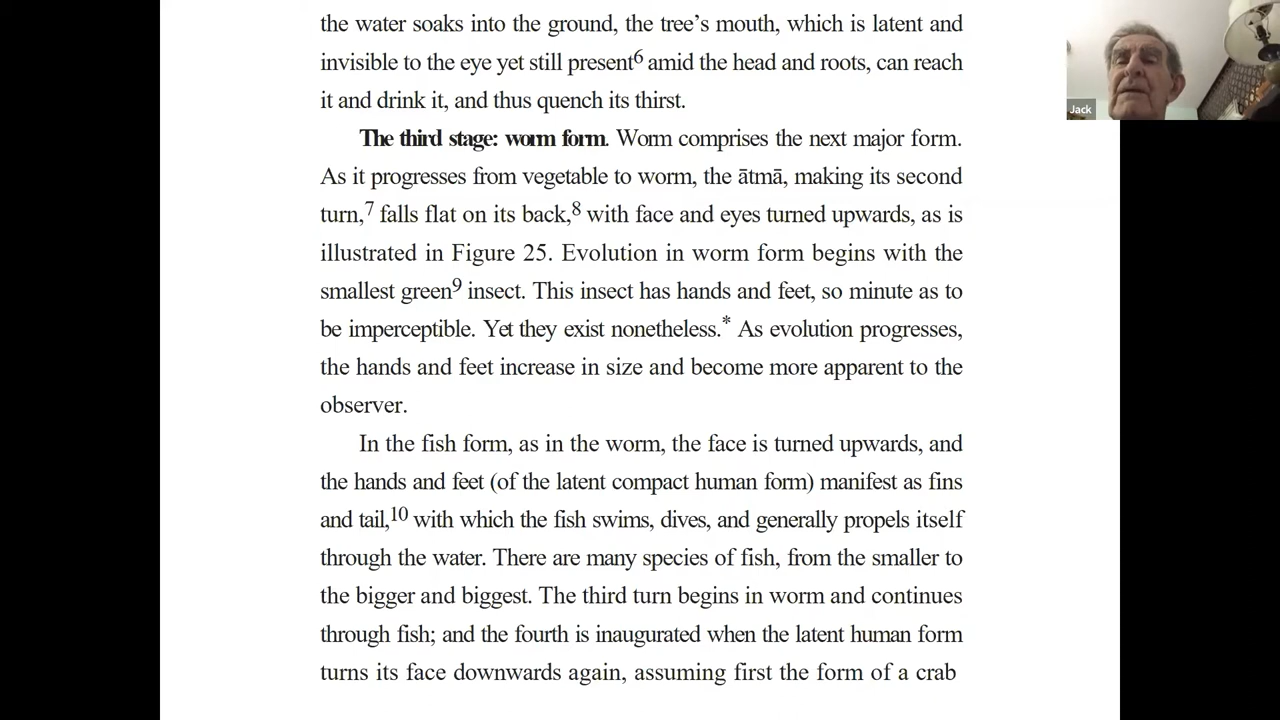 the water soaks into the ground, the tree's mouth, which is latent and
invisible to the eye yet still present6 amid the head and roots, can reach
it and drink it, and thus quench its thirst.
The third stage: worm form. Worm comprises the next major form.
As it progresses from vegetable to worm, the ātmā, making its second
turn,7 falls flat on its back,8 with face and eyes turned upwards, as is
illustrated in Figure 25. Evolution in worm form begins with the
smallest green9 insect. This insect has hands and feet, so minute as to
be imperceptible. Yet they exist nonetheless.* As evolution progresses,
the hands and feet increase in size and become more apparent to the
observer.
In the fish form, as in the worm, the face is turned upwards, and
the hands and feet (of the latent compact human form) manifest as fins
and tail,10 with which the fish swims, dives, and generally propels itself
through the water. There are many species of fish, from the smaller to
the bigger and biggest. The third turn begins in worm and continues
through fish; and the fourth is inaugurated when the latent human form
turns its face downwards again, assuming first the form of a crab
Jack